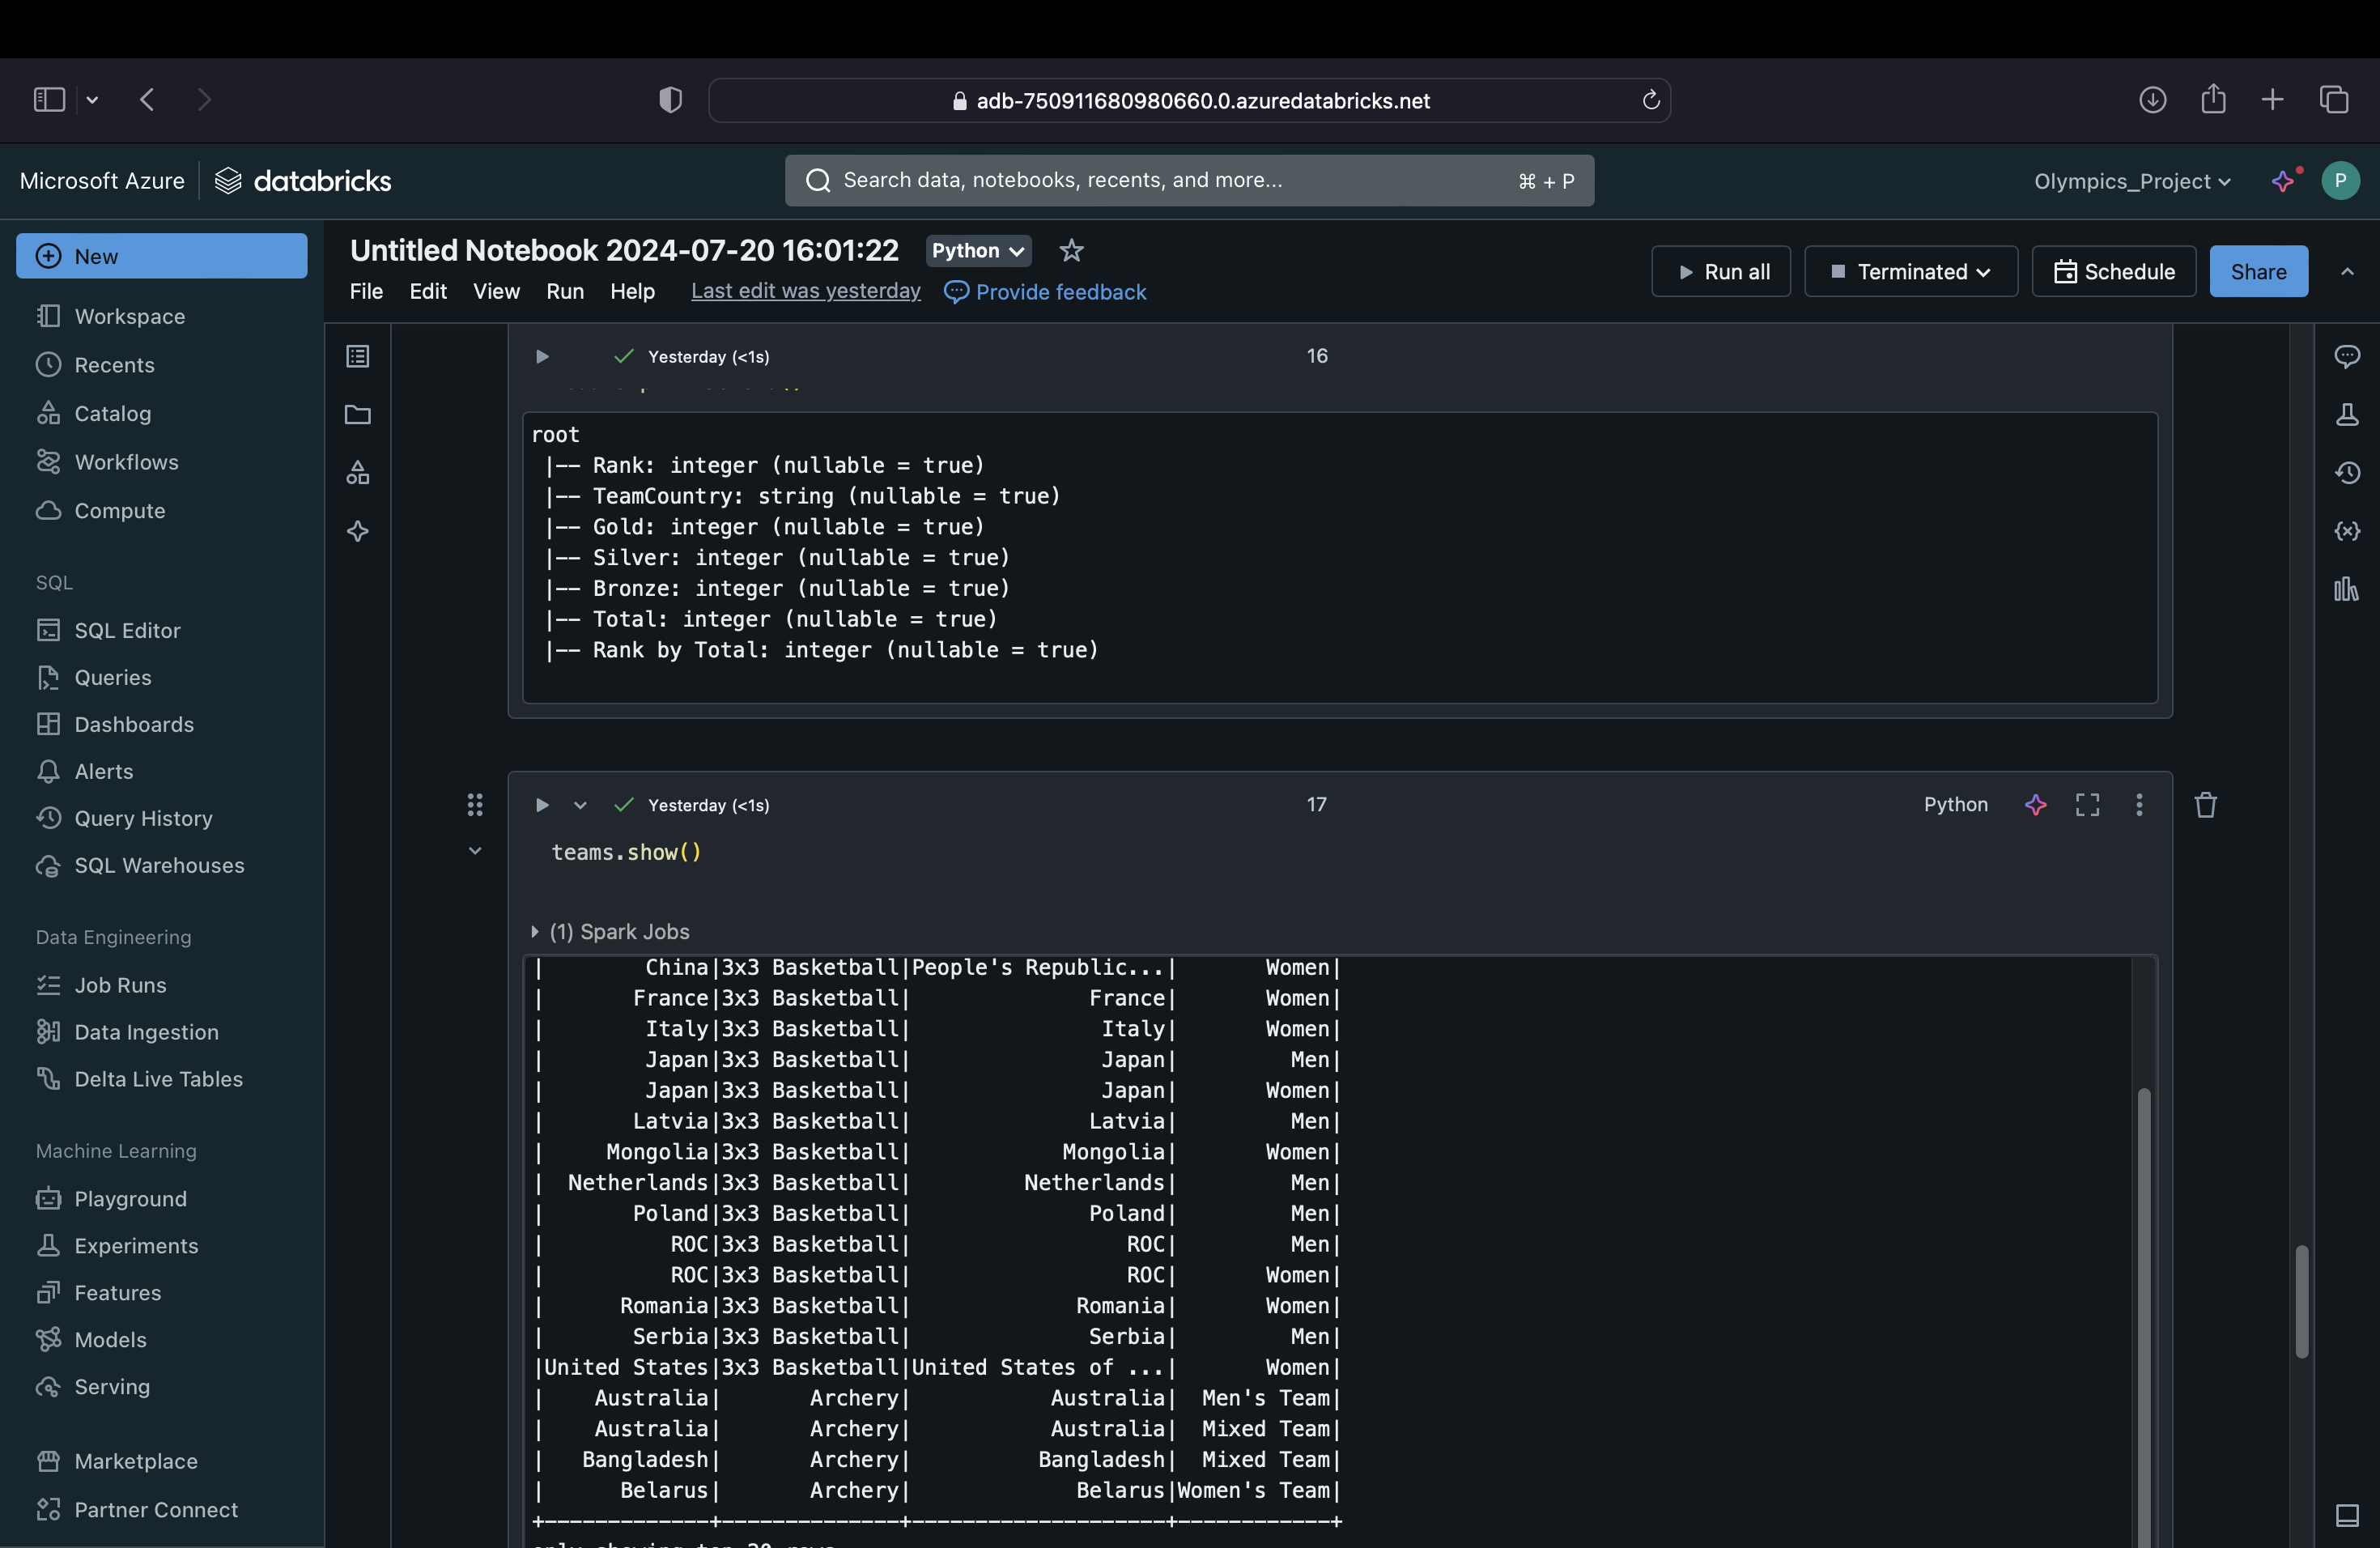 adb-750911680980660.0.azuredatabricks.net
Microsoft Azure databricks
Search data, notebooks, recents, and more... ⌘ + P
Olympics_Project P
New
Workspace
Recents
Catalog
Workflows
Compute
SQL
SQL Editor
Queries
Dashboards
Alerts
Query History
SQL Warehouses
Data Engineering
Job Runs
Data Ingestion
Delta Live Tables
Machine Learning
Playground
Experiments
Features
Models
Serving
Marketplace
Partner Connect
Untitled Notebook 2024-07-20 16:01:22 Python
File Edit View Run Help Last edit was yesterday Provide feedback
Run all Terminated Schedule Share
Yesterday (<1s) 16
root
|-- Rank: integer (nullable = true)
|-- TeamCountry: string (nullable = true)
|-- Gold: integer (nullable = true)
|-- Silver: integer (nullable = true)
|-- Bronze: integer (nullable = true)
|-- Total: integer (nullable = true)
|-- Rank by Total: integer (nullable = true)
Yesterday (<1s) 17 Python
teams.show()
(1) Spark Jobs
|        China|3x3 Basketball|People's Republic...|       Women|
|       France|3x3 Basketball|              France|       Women|
|        Italy|3x3 Basketball|               Italy|       Women|
|        Japan|3x3 Basketball|               Japan|         Men|
|        Japan|3x3 Basketball|               Japan|       Women|
|       Latvia|3x3 Basketball|              Latvia|         Men|
|     Mongolia|3x3 Basketball|            Mongolia|       Women|
|  Netherlands|3x3 Basketball|         Netherlands|         Men|
|       Poland|3x3 Basketball|              Poland|         Men|
|          ROC|3x3 Basketball|                 ROC|         Men|
|          ROC|3x3 Basketball|                 ROC|       Women|
|      Romania|3x3 Basketball|             Romania|       Women|
|       Serbia|3x3 Basketball|              Serbia|         Men|
|United States|3x3 Basketball|United States of ...|       Women|
|    Australia|       Archery|           Australia|  Men's Team|
|    Australia|       Archery|           Australia|  Mixed Team|
|   Bangladesh|       Archery|          Bangladesh|  Mixed Team|
|      Belarus|       Archery|             Belarus|Women's Team|
+-------------+--------------+--------------------+------------+
only showing top 20 rows